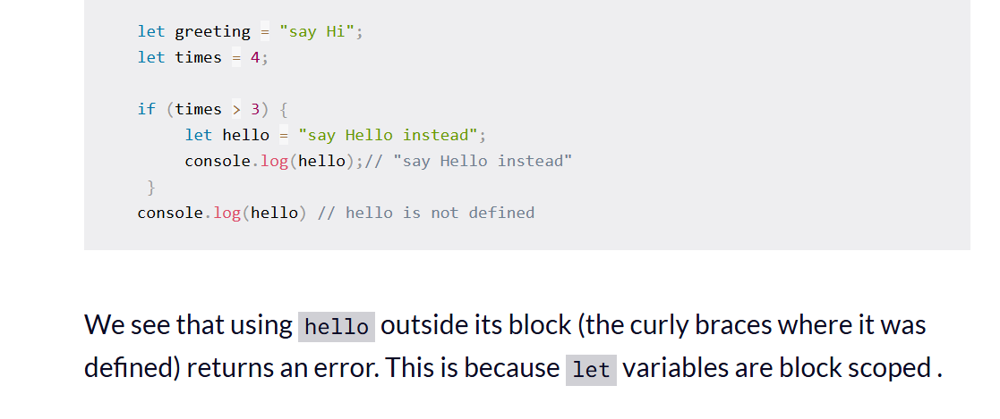 let greeting = "say Hi";
let times = 4;
if (times > 3) {
let hello = "say Hello instead";
console.log(hello);// "say Hello instead"
}
console.log(hello) // hello is not defined
We see that using hello outside its block (the curly braces where it was
defined) returns an error. This is because let variables are block scoped .